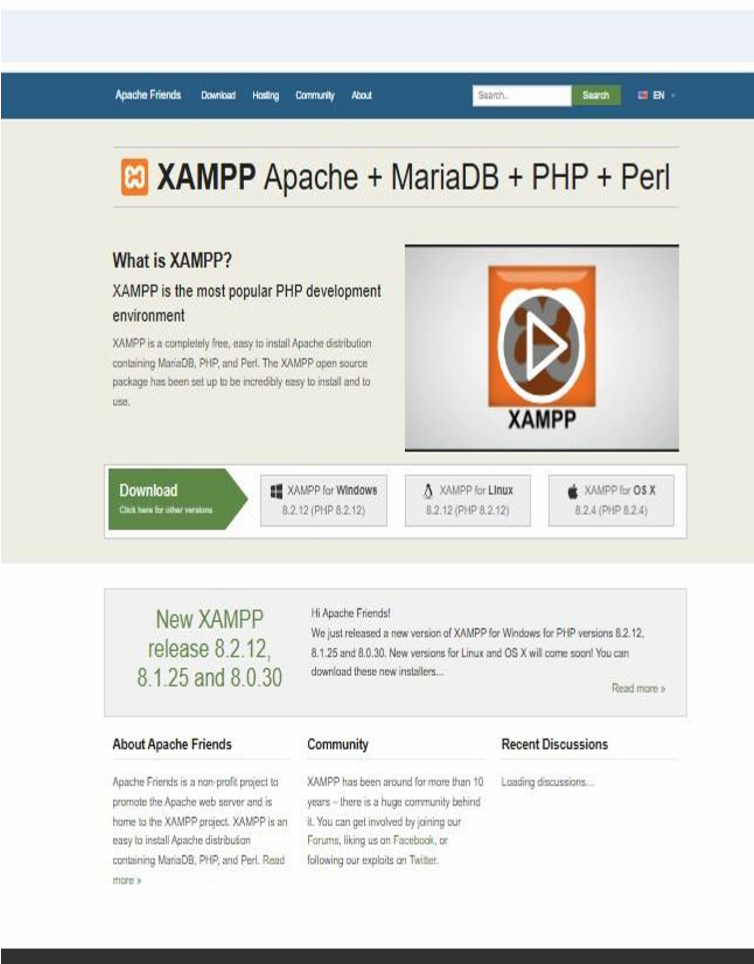 Apache Friends Download Hosting Community About Search... Search EN
XAMPP Apache + MariaDB + PHP + Perl
What is XAMPP?
XAMPP is the most popular PHP development
environment
XAMPP is a completely free, easy to install Apache distribution
containing MariaDB, PHP, and Perl. The XAMPP open source
package has been set up to be incredibly easy to install and to
use.
XAMPP
Download
Click here for other versions
XAMPP for Windows
8.2.12 (PHP 8.2.12)
XAMPP for Linux
8.2.12 (PHP 8.2.12)
XAMPP for OS X
8.2.4 (PHP 8.2.4)
New XAMPP
release 8.2.12,
8.1.25 and 8.0.30
Hi Apache Friends!
We just released a new version of XAMPP for Windows for PHP versions 8.2.12,
8.1.25 and 8.0.30. New versions for Linux and OS X will come soon! You can
download these new installers...
Read more »
About Apache Friends
Apache Friends is a non-profit project to
promote the Apache web server and is
home to the XAMPP project. XAMPP is an
easy to install Apache distribution
containing MariaDB, PHP, and Perl. Read
more »
Community
XAMPP has been around for more than 10
years – there is a huge community behind
it. You can get involved by joining our
Forums, liking us on Facebook, or
following our exploits on Twitter.
Recent Discussions
Loading discussions...